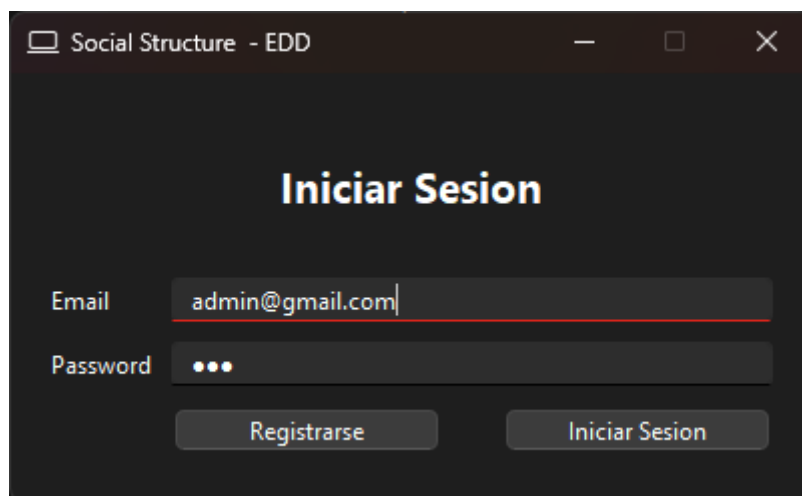 Social Structure - EDD
Iniciar Sesion
Email admin@gmail.com
Password •••
Registrarse Iniciar Sesion